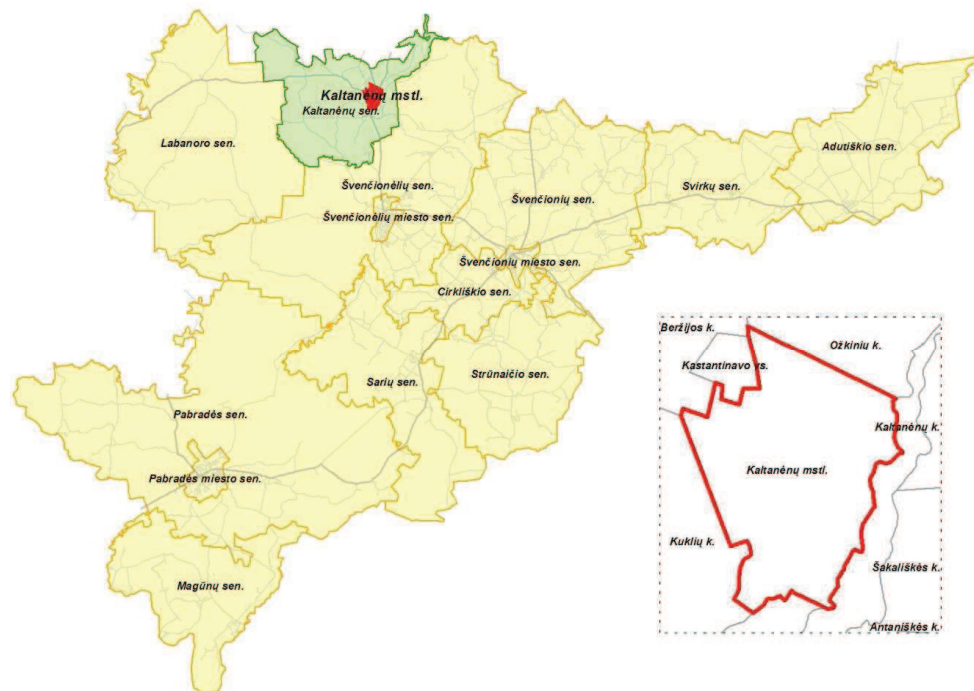 Kaltanėnų mstl.
Kaltanėnų sen.
Labanoro sen.
Adutiškio sen.
Švenčionėlių sen.
Svirkų sen.
Švenčionių sen.
Švenčionėlių miesto sen.
Švenčionių miesto sen.
Cirkliškio sen.
Sarių sen.
Strūnaičio sen.
Pabradės sen.
Pabradės miesto sen.
Magūnų sen.
Beržijos k.
Ožkinių k.
Kastantinavo vs.
Kaltanėnų k.
Kaltanėnų mstl.
Kuklių k.
Šakališkės k.
Antaniškės k.